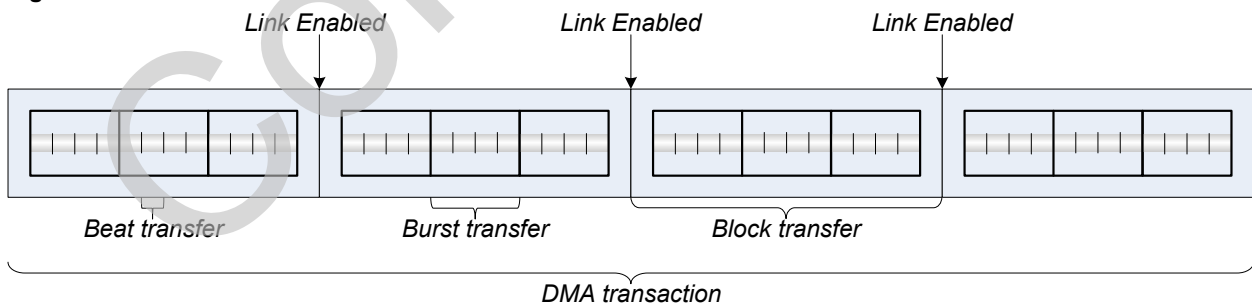 Link Enabled Link Enabled Link Enabled
Beat transfer Burst transfer Block transfer
DMA transaction